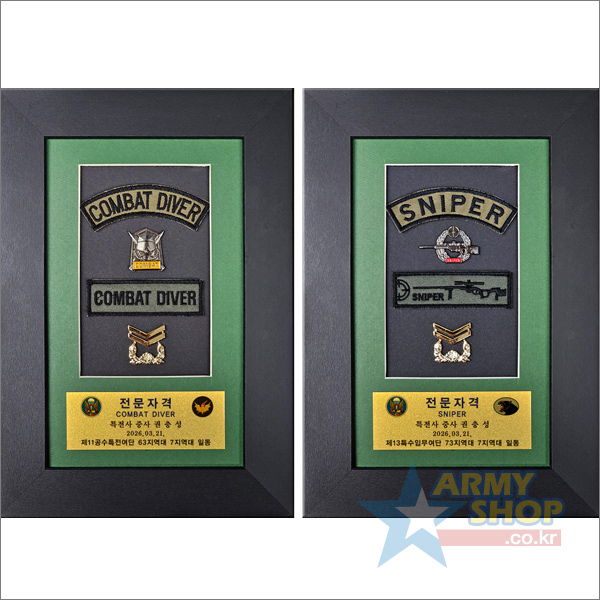 COMBAT DIVER
COMBAT
COMBAT DIVER
전문자격
COMBAT DIVER
특전사 중사 권 충 성
2026.03.21.
제11공수특전여단 63지역대 7지역대 일동
SNIPER
SNIPER
SNIPER
전문자격
SNIPER
특전사 중사 권 충 성
2026.03.21.
제13특수임무여단 73지역대 7지역대 일동
ARMY
SHOP
.co.kr